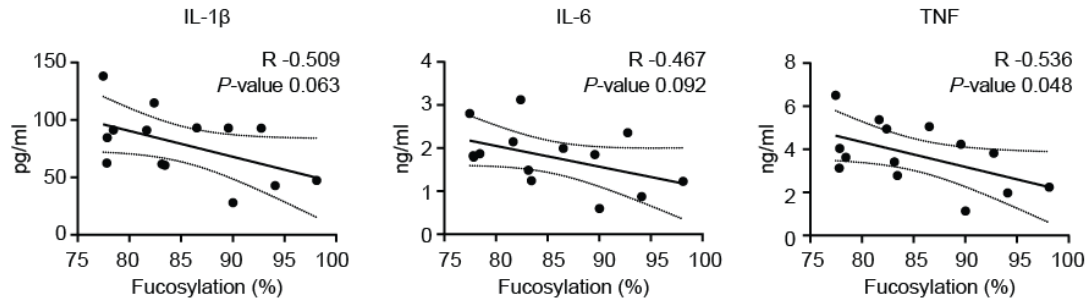 IL-1β
R -0.509
P-value 0.063
150
100
50
0
pg/ml
75 80 85 90 95 100
Fucosylation (%)
IL-6
R -0.467
P-value 0.092
4
3
2
1
0
ng/ml
75 80 85 90 95 100
Fucosylation (%)
TNF
R -0.536
P-value 0.048
8
6
4
2
0
ng/ml
75 80 85 90 95 100
Fucosylation (%)